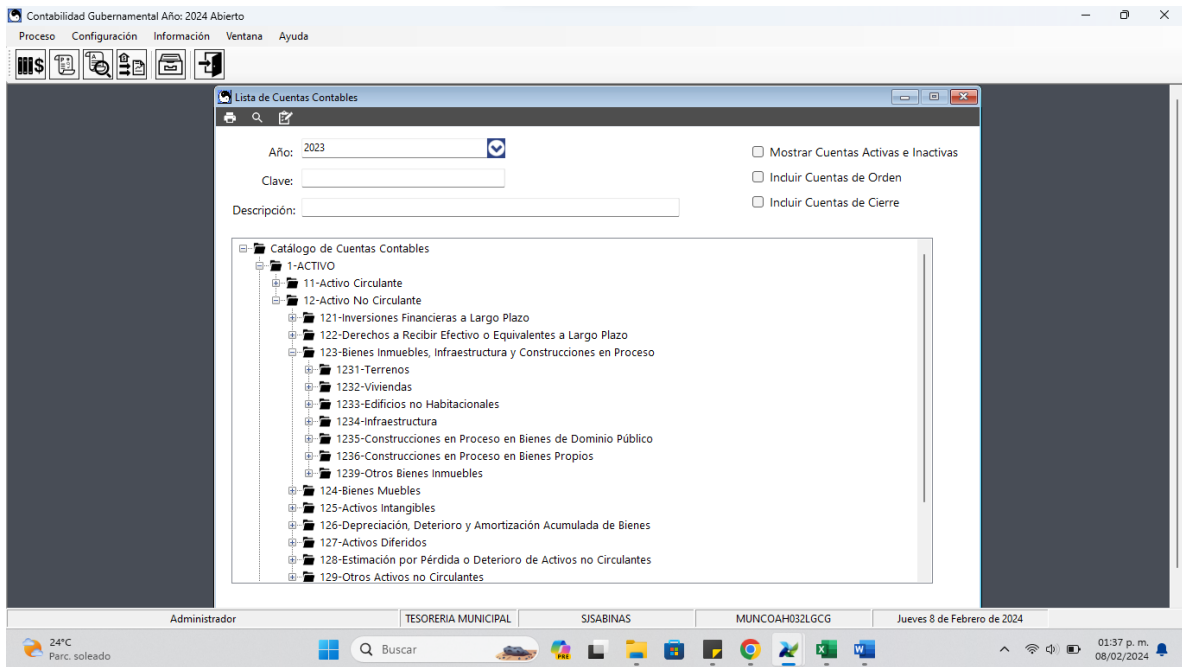 Contabilidad Gubernamental Año: 2024 Abierto
Proceso Configuración Información Ventana Ayuda
Lista de Cuentas Contables
Año: 2023
Mostrar Cuentas Activas e Inactivas
Clave:
Incluir Cuentas de Orden
Descripción:
Incluir Cuentas de Cierre
Catálogo de Cuentas Contables
1-ACTIVO
11-Activo Circulante
12-Activo No Circulante
121-Inversiones Financieras a Largo Plazo
122-Derechos a Recibir Efectivo o Equivalentes a Largo Plazo
123-Bienes Inmuebles, Infraestructura y Construcciones en Proceso
1231-Terrenos
1232-Viviendas
1233-Edificios no Habitacionales
1234-Infraestructura
1235-Construcciones en Proceso en Bienes de Dominio Público
1236-Construcciones en Proceso en Bienes Propios
1239-Otros Bienes Inmuebles
124-Bienes Muebles
125-Activos Intangibles
126-Depreciación, Deterioro y Amortización Acumulada de Bienes
127-Activos Diferidos
128-Estimación por Pérdida o Deterioro de Activos no Circulantes
129-Otros Activos no Circulantes
Administrador TESORERIA MUNICIPAL SJSABINAS MUNCOAH032LGCG Jueves 8 de Febrero de 2024
24°C
Parc. soleado
Buscar
PRE
01:37 p. m.
08/02/2024